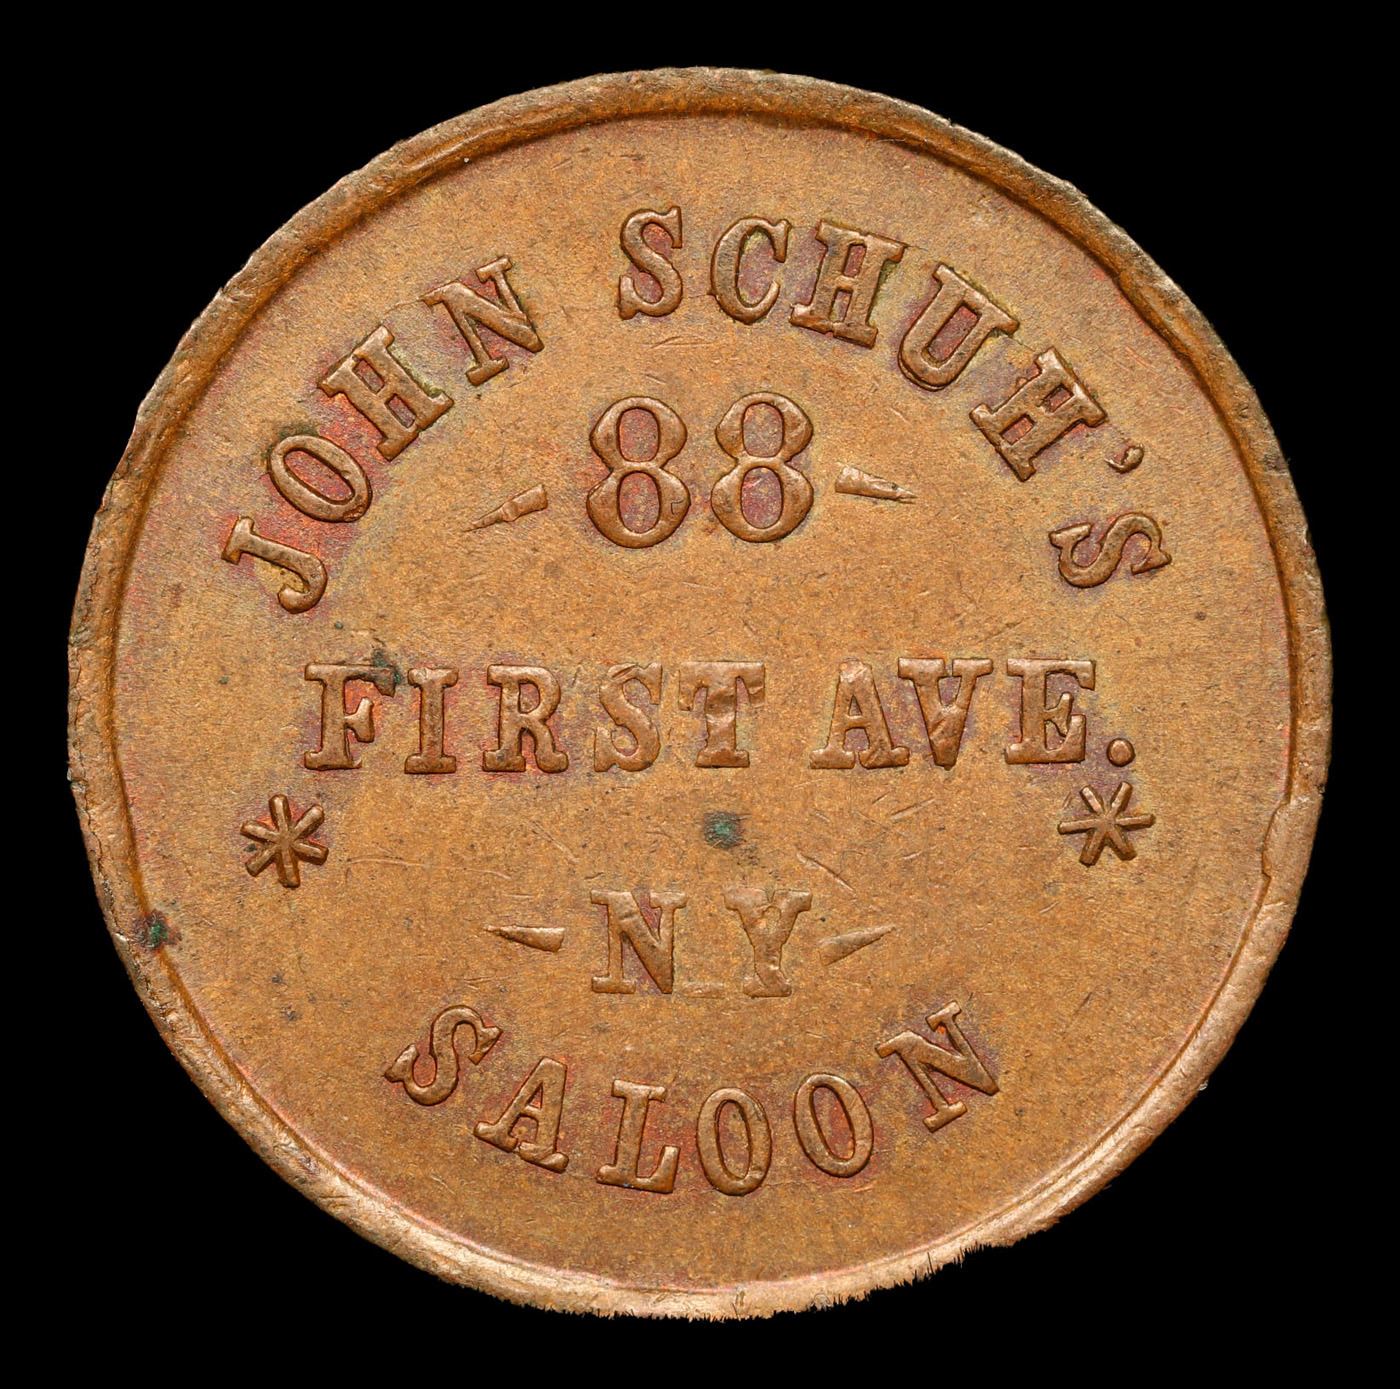 JOHN SCHUH'S
- 88 -
FIRST AVE.
* *
- NY -
SALOON